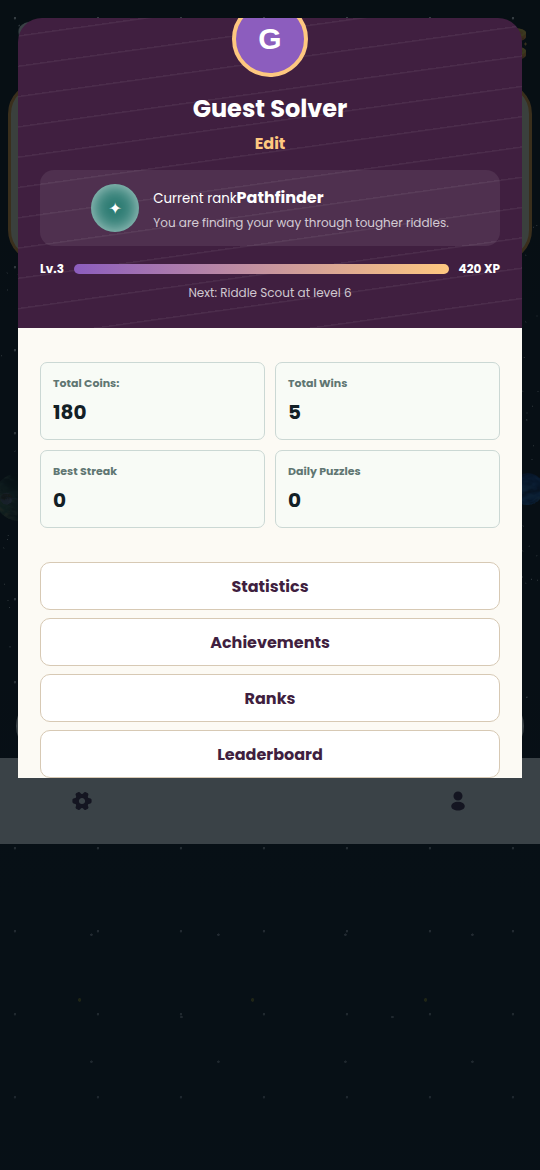 G
Guest Solver
Edit
Current rankPathfinder
You are finding your way through tougher riddles.
Lv.3 420 XP
Next: Riddle Scout at level 6
Total Coins: Total Wins
180 5
Best Streak Daily Puzzles
0 0
Statistics
Achievements
Ranks
Leaderboard